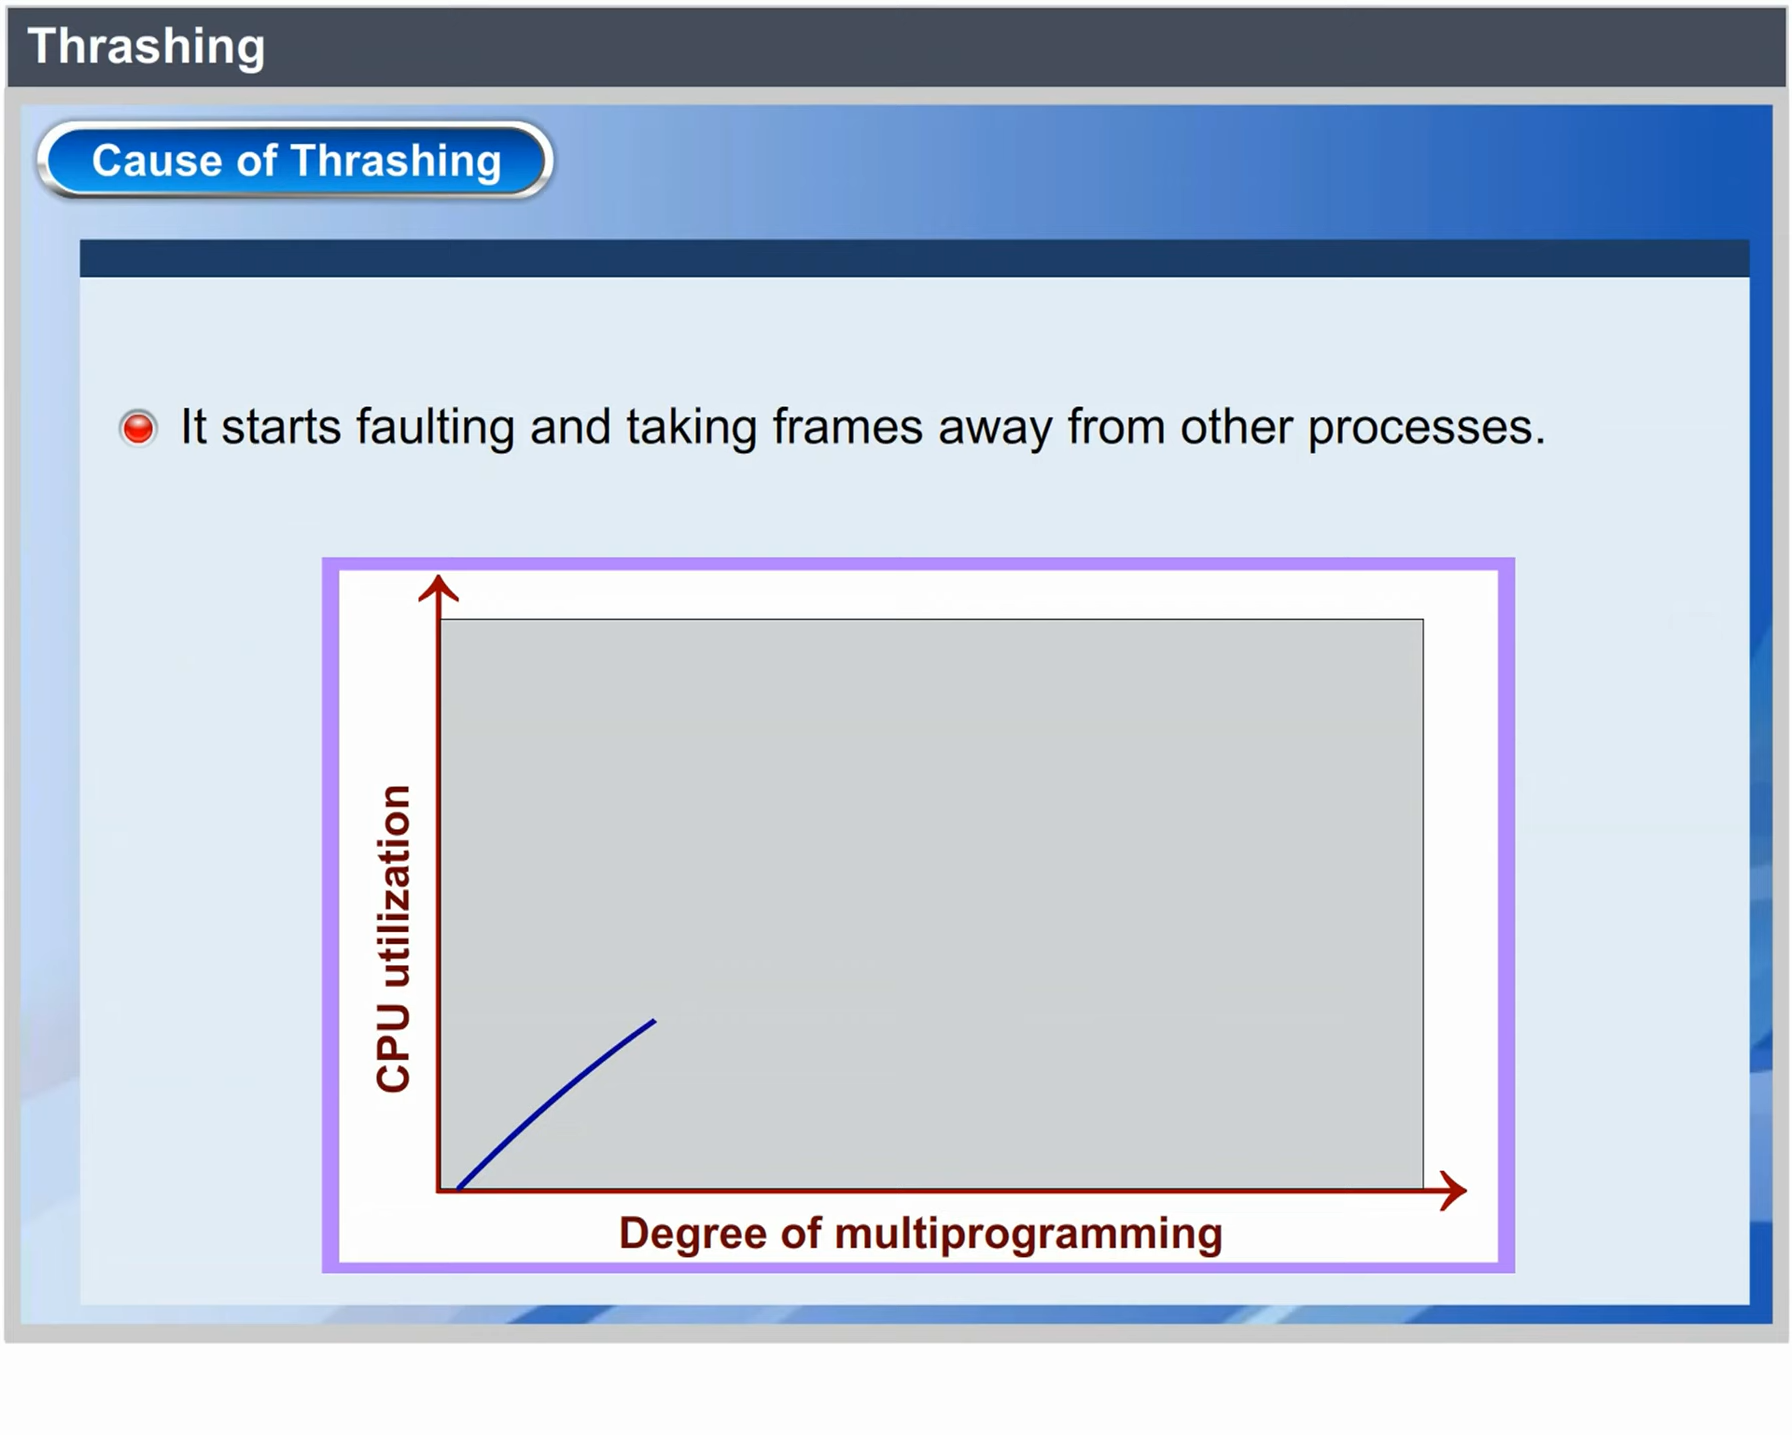 Thrashing
Cause of Thrashing
It starts faulting and taking frames away from other processes.
CPU utilization
Degree of multiprogramming